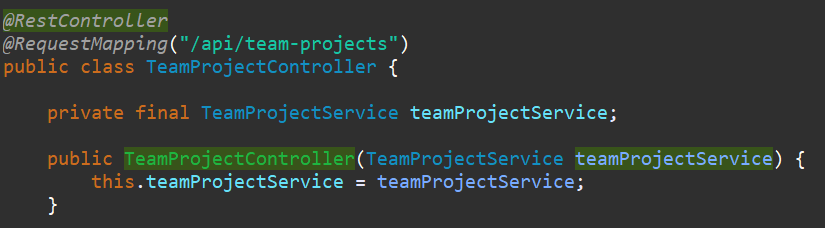 @RestController
@RequestMapping("/api/team-projects")
public class TeamProjectController {
private final TeamProjectService teamProjectService;
public TeamProjectController(TeamProjectService teamProjectService) {
this.teamProjectService = teamProjectService;
}